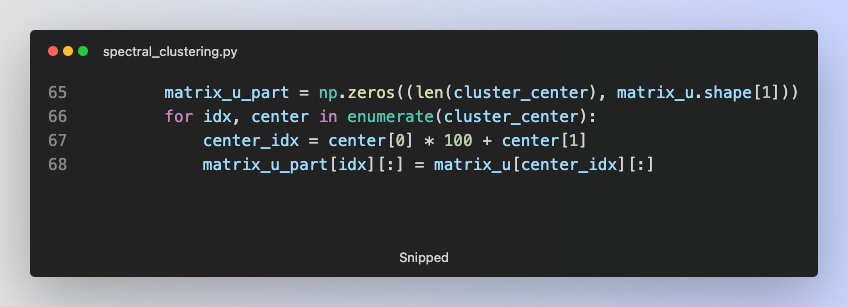 spectral_clustering.py
65 matrix_u_part = np.zeros((len(cluster_center), matrix_u.shape[1]))
66 for idx, center in enumerate(cluster_center):
67 center_idx = center[0] * 100 + center[1]
68 matrix_u_part[idx][:] = matrix_u[center_idx][:]
Snipped